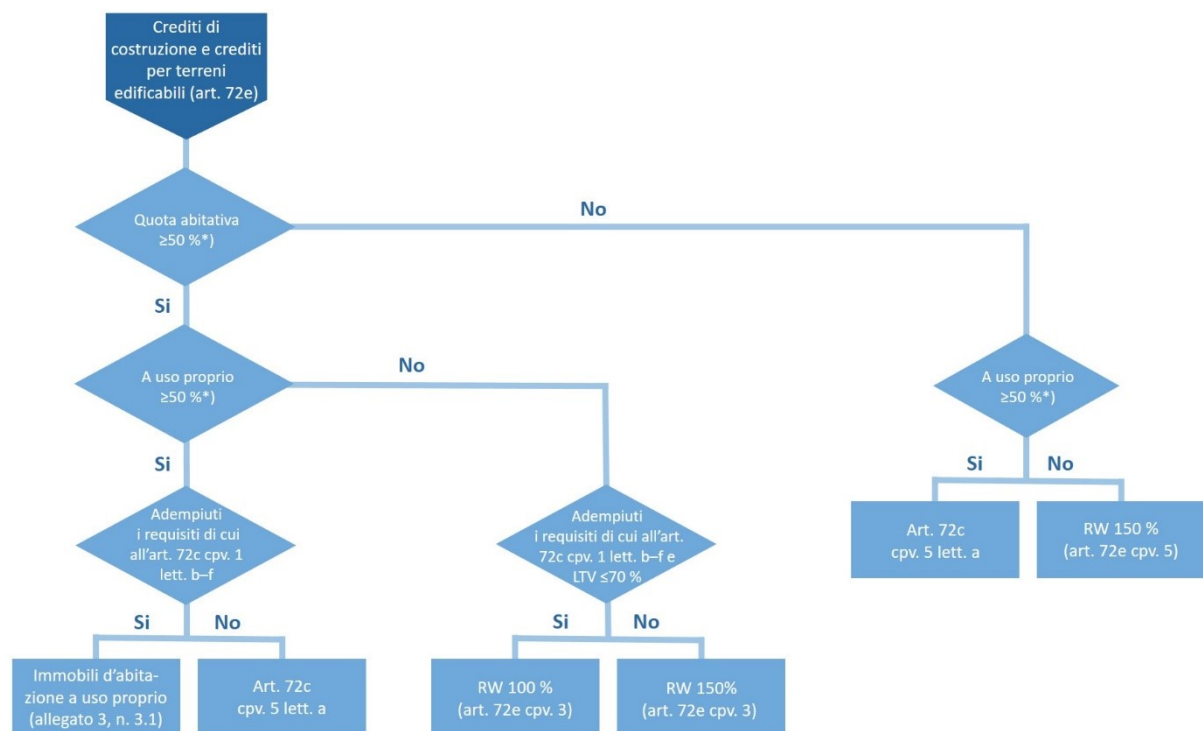 Crediti di
costruzione e crediti
per terreni
edificabili (art. 72e)
Quota abitativa
≥50 %*)
No
Si
A uso proprio
≥50 %*)
No
A uso proprio
≥50 %*)
Si
Si
No
Adempiuti
i requisiti di cui
all'art. 72c cpv. 1
lett. b–f
Adempiuti
i requisiti di cui all'art.
72c cpv. 1 lett. b–f e
LTV ≤70 %
Art. 72c
cpv. 5 lett. a
RW 150 %
(art. 72e cpv. 5)
Si
No
Si
No
Immobili d'abita-
zione a uso proprio
(allegato 3, n. 3.1)
Art. 72c
cpv. 5 lett. a
RW 100 %
(art. 72e cpv. 3)
RW 150%
(art. 72e cpv. 3)